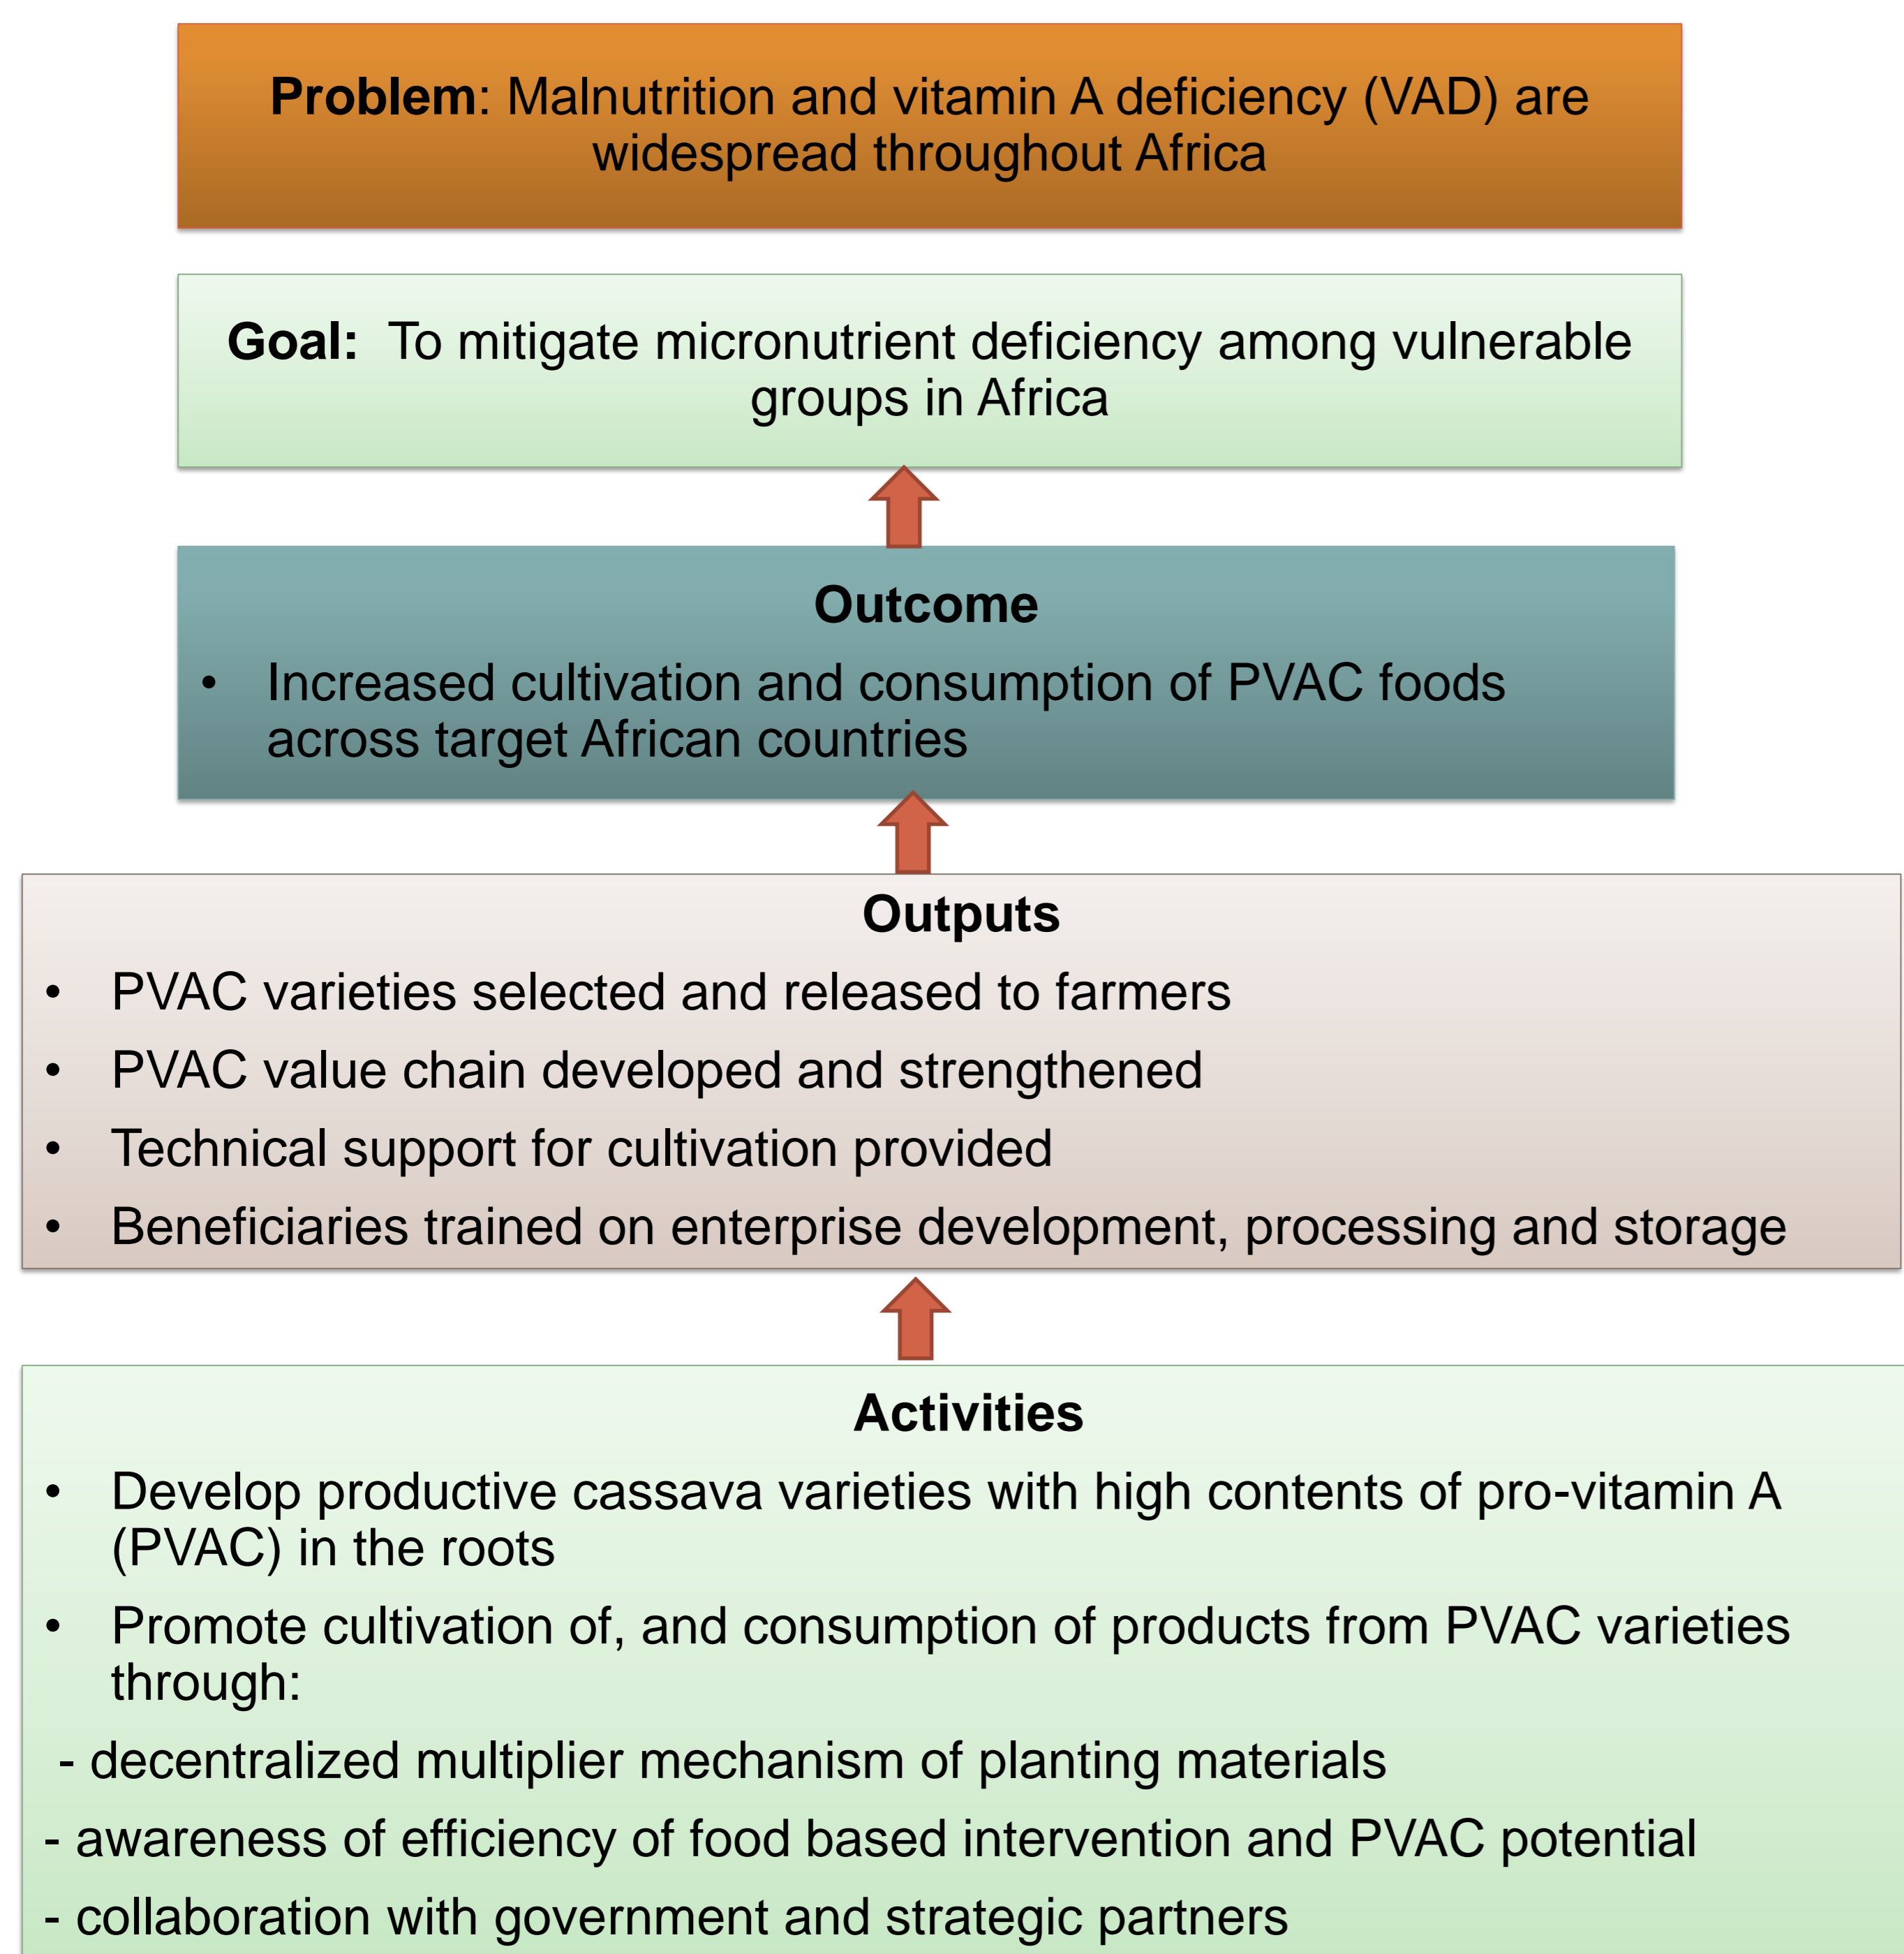 Problem: Malnutrition and vitamin A deficiency (VAD) are
widespread throughout Africa
Goal: To mitigate micronutrient deficiency among vulnerable
groups in Africa
Outcome
• Increased cultivation and consumption of PVAC foods
across target African countries
Outputs
• PVAC varieties selected and released to farmers
• PVAC value chain developed and strengthened
• Technical support for cultivation provided
• Beneficiaries trained on enterprise development, processing and storage
Activities
• Develop productive cassava varieties with high contents of pro-vitamin A
(PVAC) in the roots
• Promote cultivation of, and consumption of products from PVAC varieties
through:
- decentralized multiplier mechanism of planting materials
- awareness of efficiency of food based intervention and PVAC potential
- collaboration with government and strategic partners